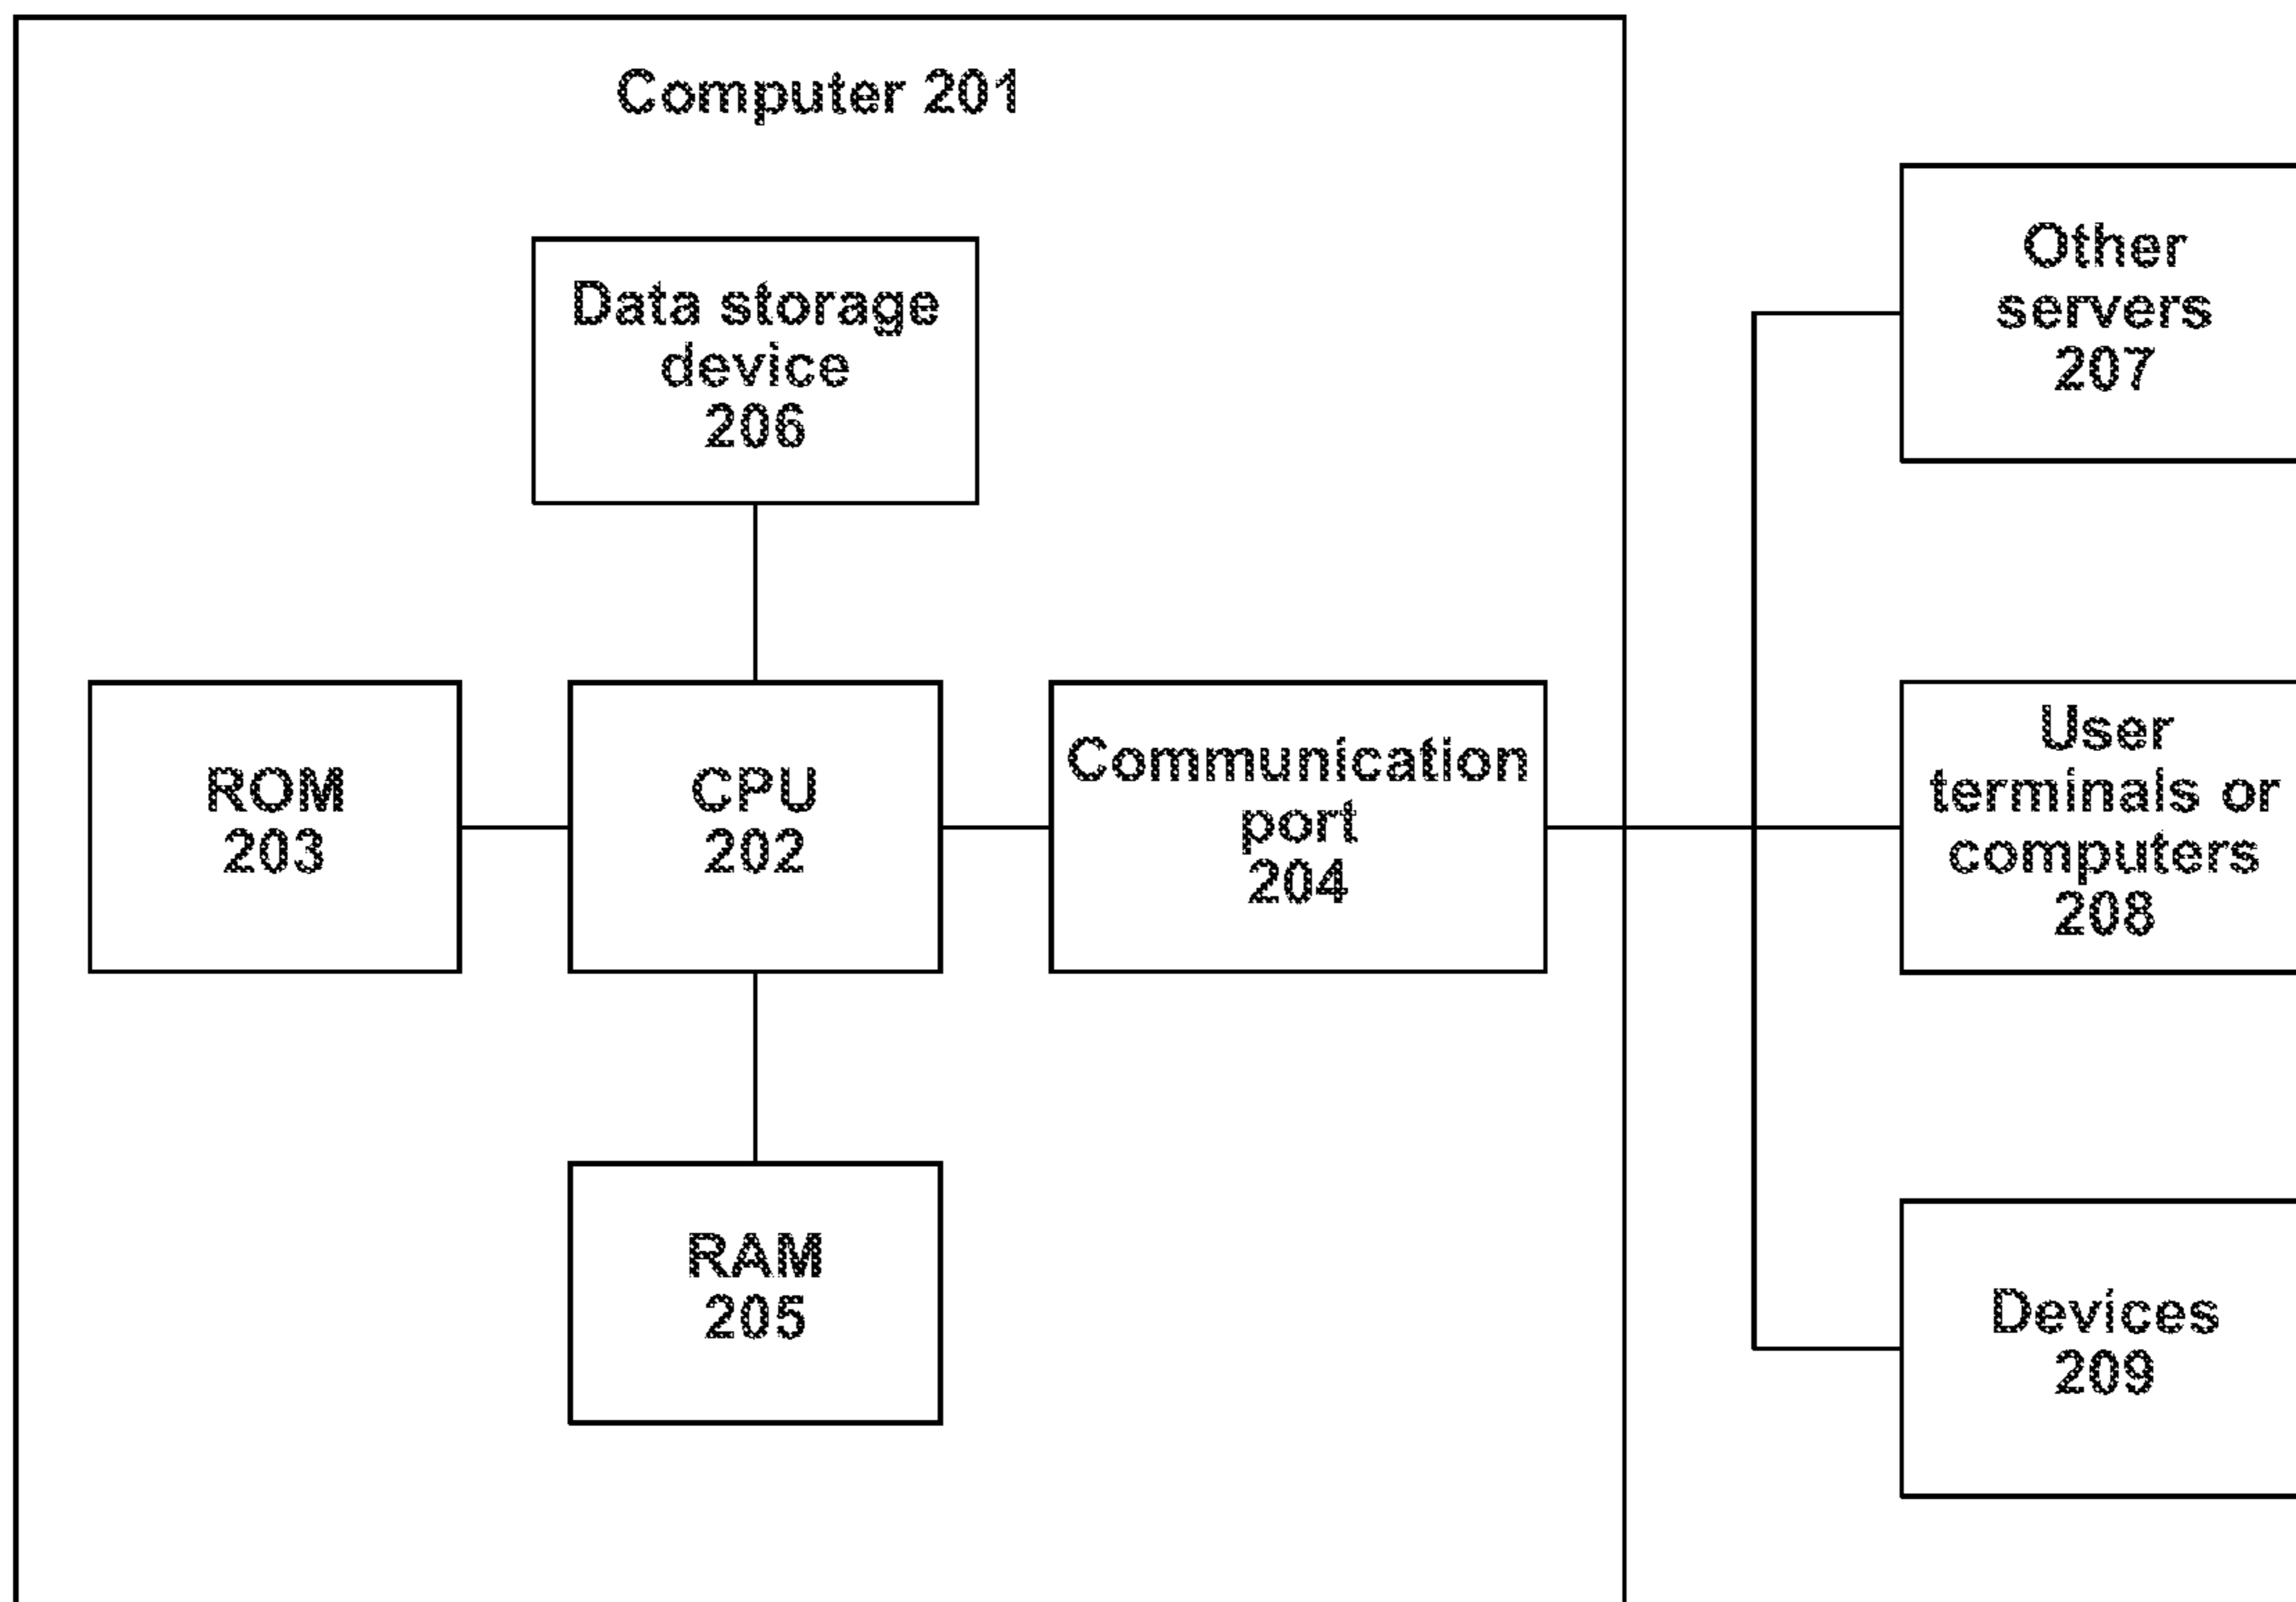 Computer 201
Data storage
device
206
ROM
203
CPU
202
Communication
port
204
RAM
205
Other
servers
207
User
terminals or
computers
208
Devices
209